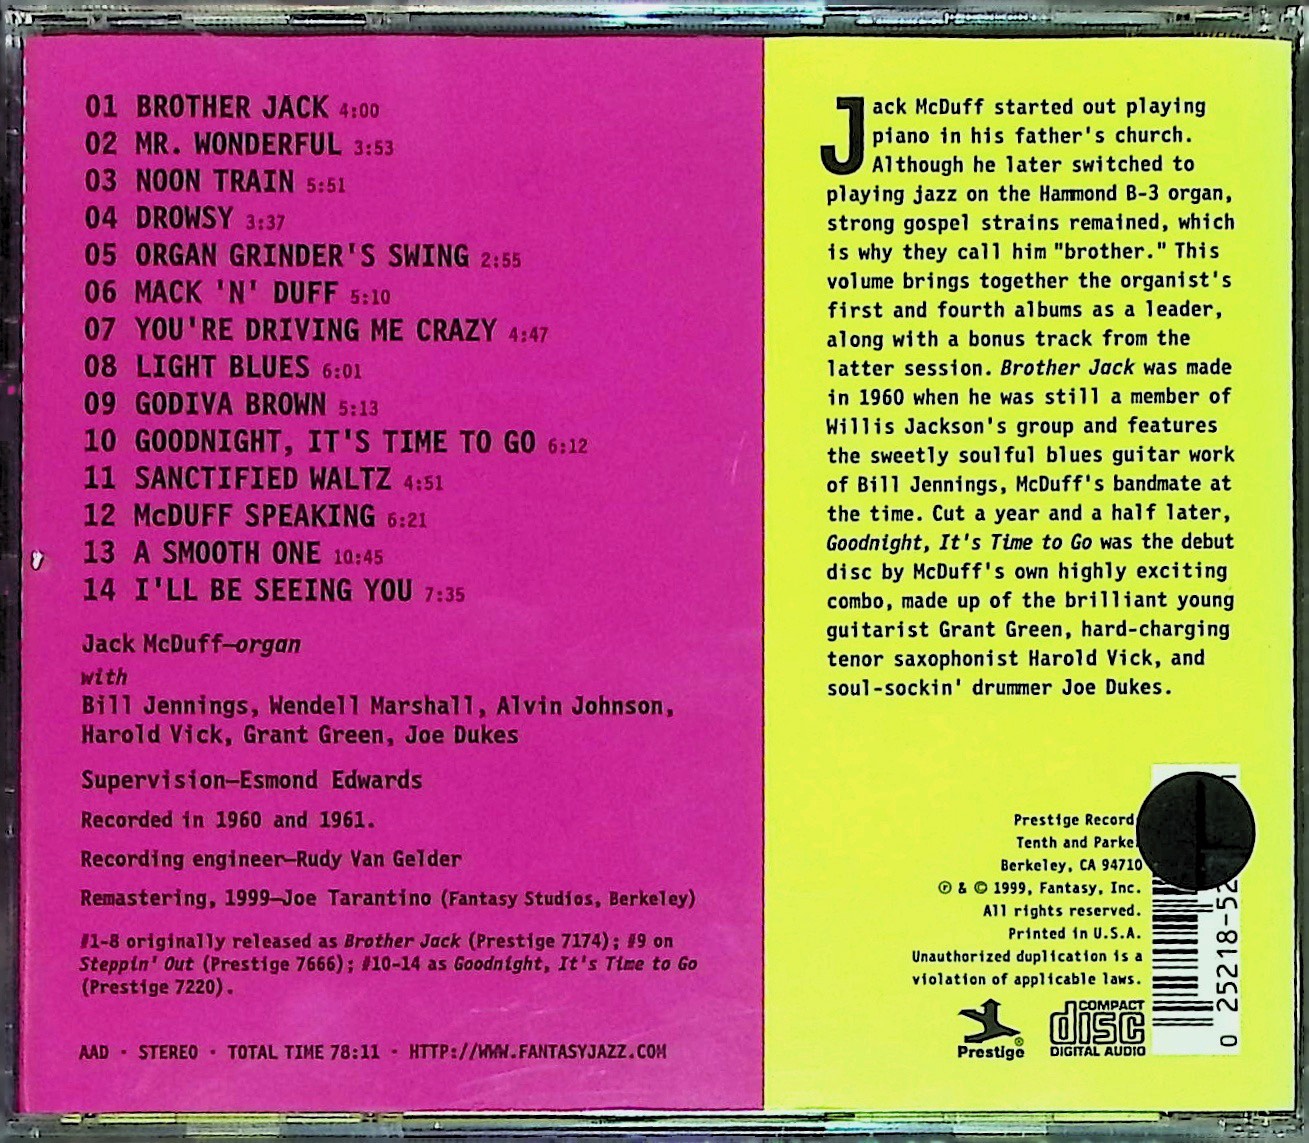 01 BROTHER JACK 4:00
02 MR. WONDERFUL 3:53
03 NOON TRAIN 5:51
04 DROWSY 3:37
05 ORGAN GRINDER'S SWING 2:55
06 MACK 'N' DUFF 5:10
07 YOU'RE DRIVING ME CRAZY 4:47
08 LIGHT BLUES 6:01
09 GODIVA BROWN 5:13
10 GOODNIGHT, IT'S TIME TO GO 6:12
11 SANCTIFIED WALTZ 4:51
12 McDUFF SPEAKING 6:21
13 A SMOOTH ONE 10:45
14 I'LL BE SEEING YOU 7:35
Jack McDuff—organ
with
Bill Jennings, Wendell Marshall, Alvin Johnson,
Harold Vick, Grant Green, Joe Dukes
Supervision—Esmond Edwards
Recorded in 1960 and 1961.
Recording engineer—Rudy Van Gelder
Remastering, 1999—Joe Tarantino (Fantasy Studios, Berkeley)
#1-8 originally released as Brother Jack (Prestige 7174); #9 on
Steppin' Out (Prestige 7666); #10-14 as Goodnight, It's Time to Go
(Prestige 7220).
AAD · STEREO · TOTAL TIME 78:11 · HTTP://WWW.FANTASYJAZZ.COM
Jack McDuff started out playing
piano in his father's church.
Although he later switched to
playing jazz on the Hammond B-3 organ,
strong gospel strains remained, which
is why they call him "brother." This
volume brings together the organist's
first and fourth albums as a leader,
along with a bonus track from the
latter session. Brother Jack was made
in 1960 when he was still a member of
Willis Jackson's group and features
the sweetly soulful blues guitar work
of Bill Jennings, McDuff's bandmate at
the time. Cut a year and a half later,
Goodnight, It's Time to Go was the debut
disc by McDuff's own highly exciting
combo, made up of the brilliant young
guitarist Grant Green, hard-charging
tenor saxophonist Harold Vick, and
soul-sockin' drummer Joe Dukes.
Prestige
Tenth and
Berkeley, CA 94710
℗ & © 1999, Fantasy, Inc.
All rights reserved.
Printed in U.S.A.
Unauthorized duplication is a
violation of applicable laws.
Prestige ®
COMPACT
disc
DIGITAL AUDIO
0 25218-52